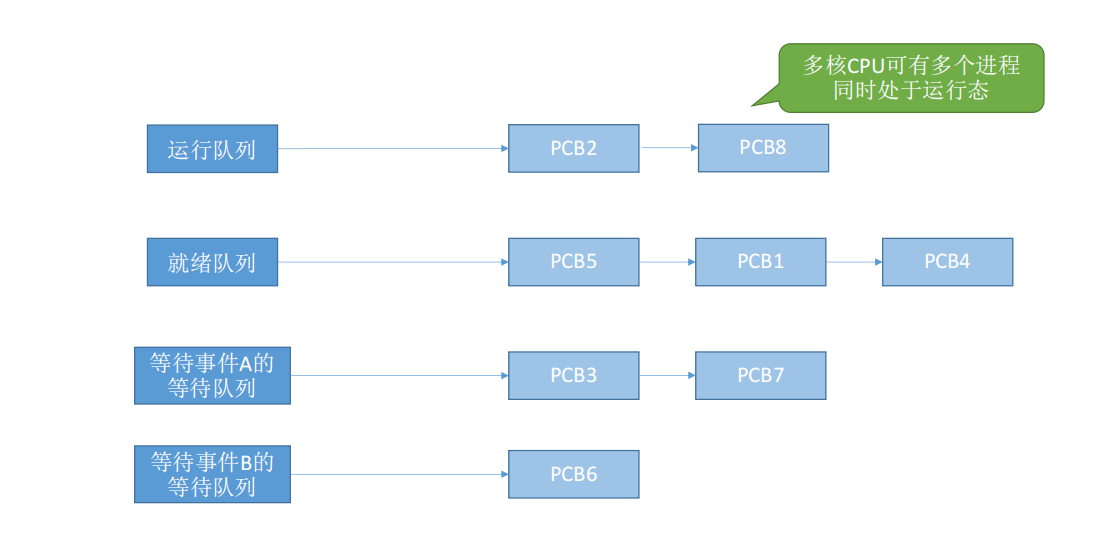 多核CPU可有多个进程
同时处于运行态
运行队列
PCB2
PCB8
就绪队列
PCB5
PCB1
PCB4
等待事件A的
等待队列
PCB3
PCB7
等待事件B的
等待队列
PCB6